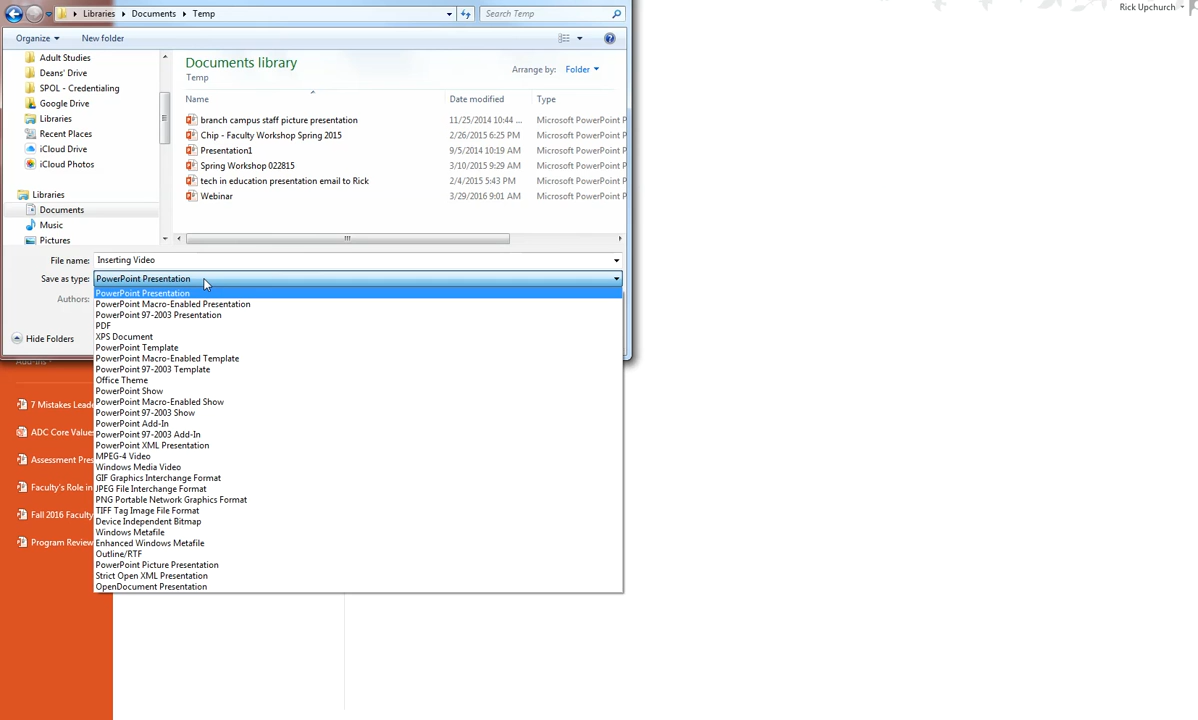 Libraries Documents Temp Search Temp Rick Upchurch
Organize New folder
Adult Studies
Deans' Drive
SPOL - Credentialing
Google Drive
Libraries
Recent Places
iCloud Drive
iCloud Photos
Libraries
Documents
Music
Pictures
Documents library
Temp
Arrange by: Folder
Name Date modified Type
branch campus staff picture presentation 11/25/2014 10:44 ... Microsoft PowerPoint P
Chip - Faculty Workshop Spring 2015 2/26/2015 6:25 PM Microsoft PowerPoint P
Presentation1 9/5/2014 10:19 AM Microsoft PowerPoint P
Spring Workshop 022815 3/10/2015 9:29 AM Microsoft PowerPoint P
tech in education presentation email to Rick 2/4/2015 5:43 PM Microsoft PowerPoint P
Webinar 3/29/2016 9:01 AM Microsoft PowerPoint P
File name: Inserting Video
Save as type: PowerPoint Presentation
Authors:
Hide Folders
PowerPoint Presentation
PowerPoint Macro-Enabled Presentation
PowerPoint 97-2003 Presentation
PDF
XPS Document
PowerPoint Template
PowerPoint Macro-Enabled Template
PowerPoint 97-2003 Template
Office Theme
PowerPoint Show
PowerPoint Macro-Enabled Show
PowerPoint 97-2003 Show
PowerPoint Add-In
PowerPoint 97-2003 Add-In
PowerPoint XML Presentation
MPEG-4 Video
Windows Media Video
GIF Graphics Interchange Format
JPEG File Interchange Format
PNG Portable Network Graphics Format
TIFF Tag Image File Format
Device Independent Bitmap
Windows Metafile
Enhanced Windows Metafile
Outline/RTF
PowerPoint Picture Presentation
Strict Open XML Presentation
OpenDocument Presentation
Add-Ins
7 Mistakes Leade
ADC Core Values
Assessment Pres
Faculty's Role in
Fall 2016 Faculty
Program Review